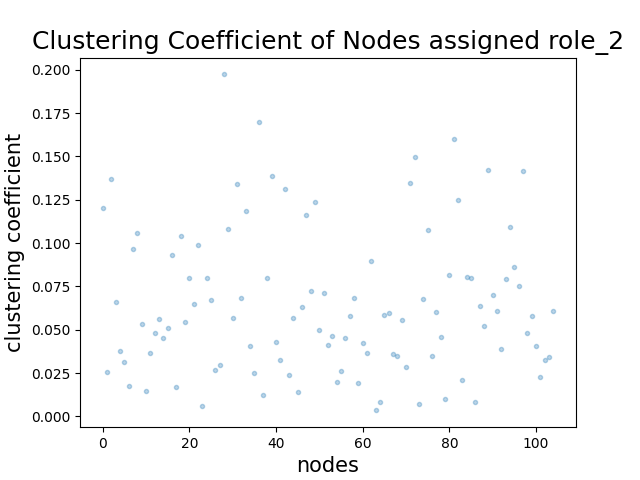 Clustering Coefficient of Nodes assigned role_2
0.200
0.175
0.150
0.125
0.100
0.075
0.050
0.025
0.000
clustering coefficient
0 20 40 60 80 100
nodes